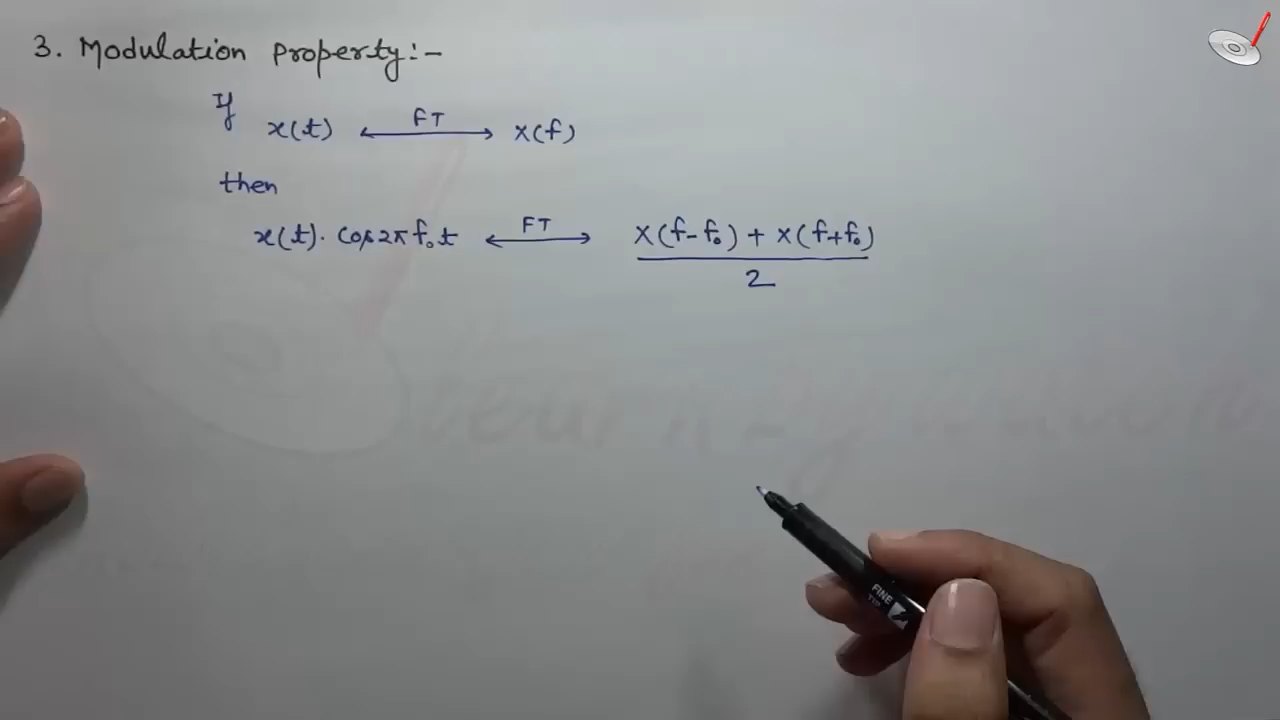 3. Modulation property:-
If x(t) ⟷ FT X(f)
then
x(t). Cos2πf₀t ⟷ FT X(f-f₀) + X(f+f₀)
2
FINE